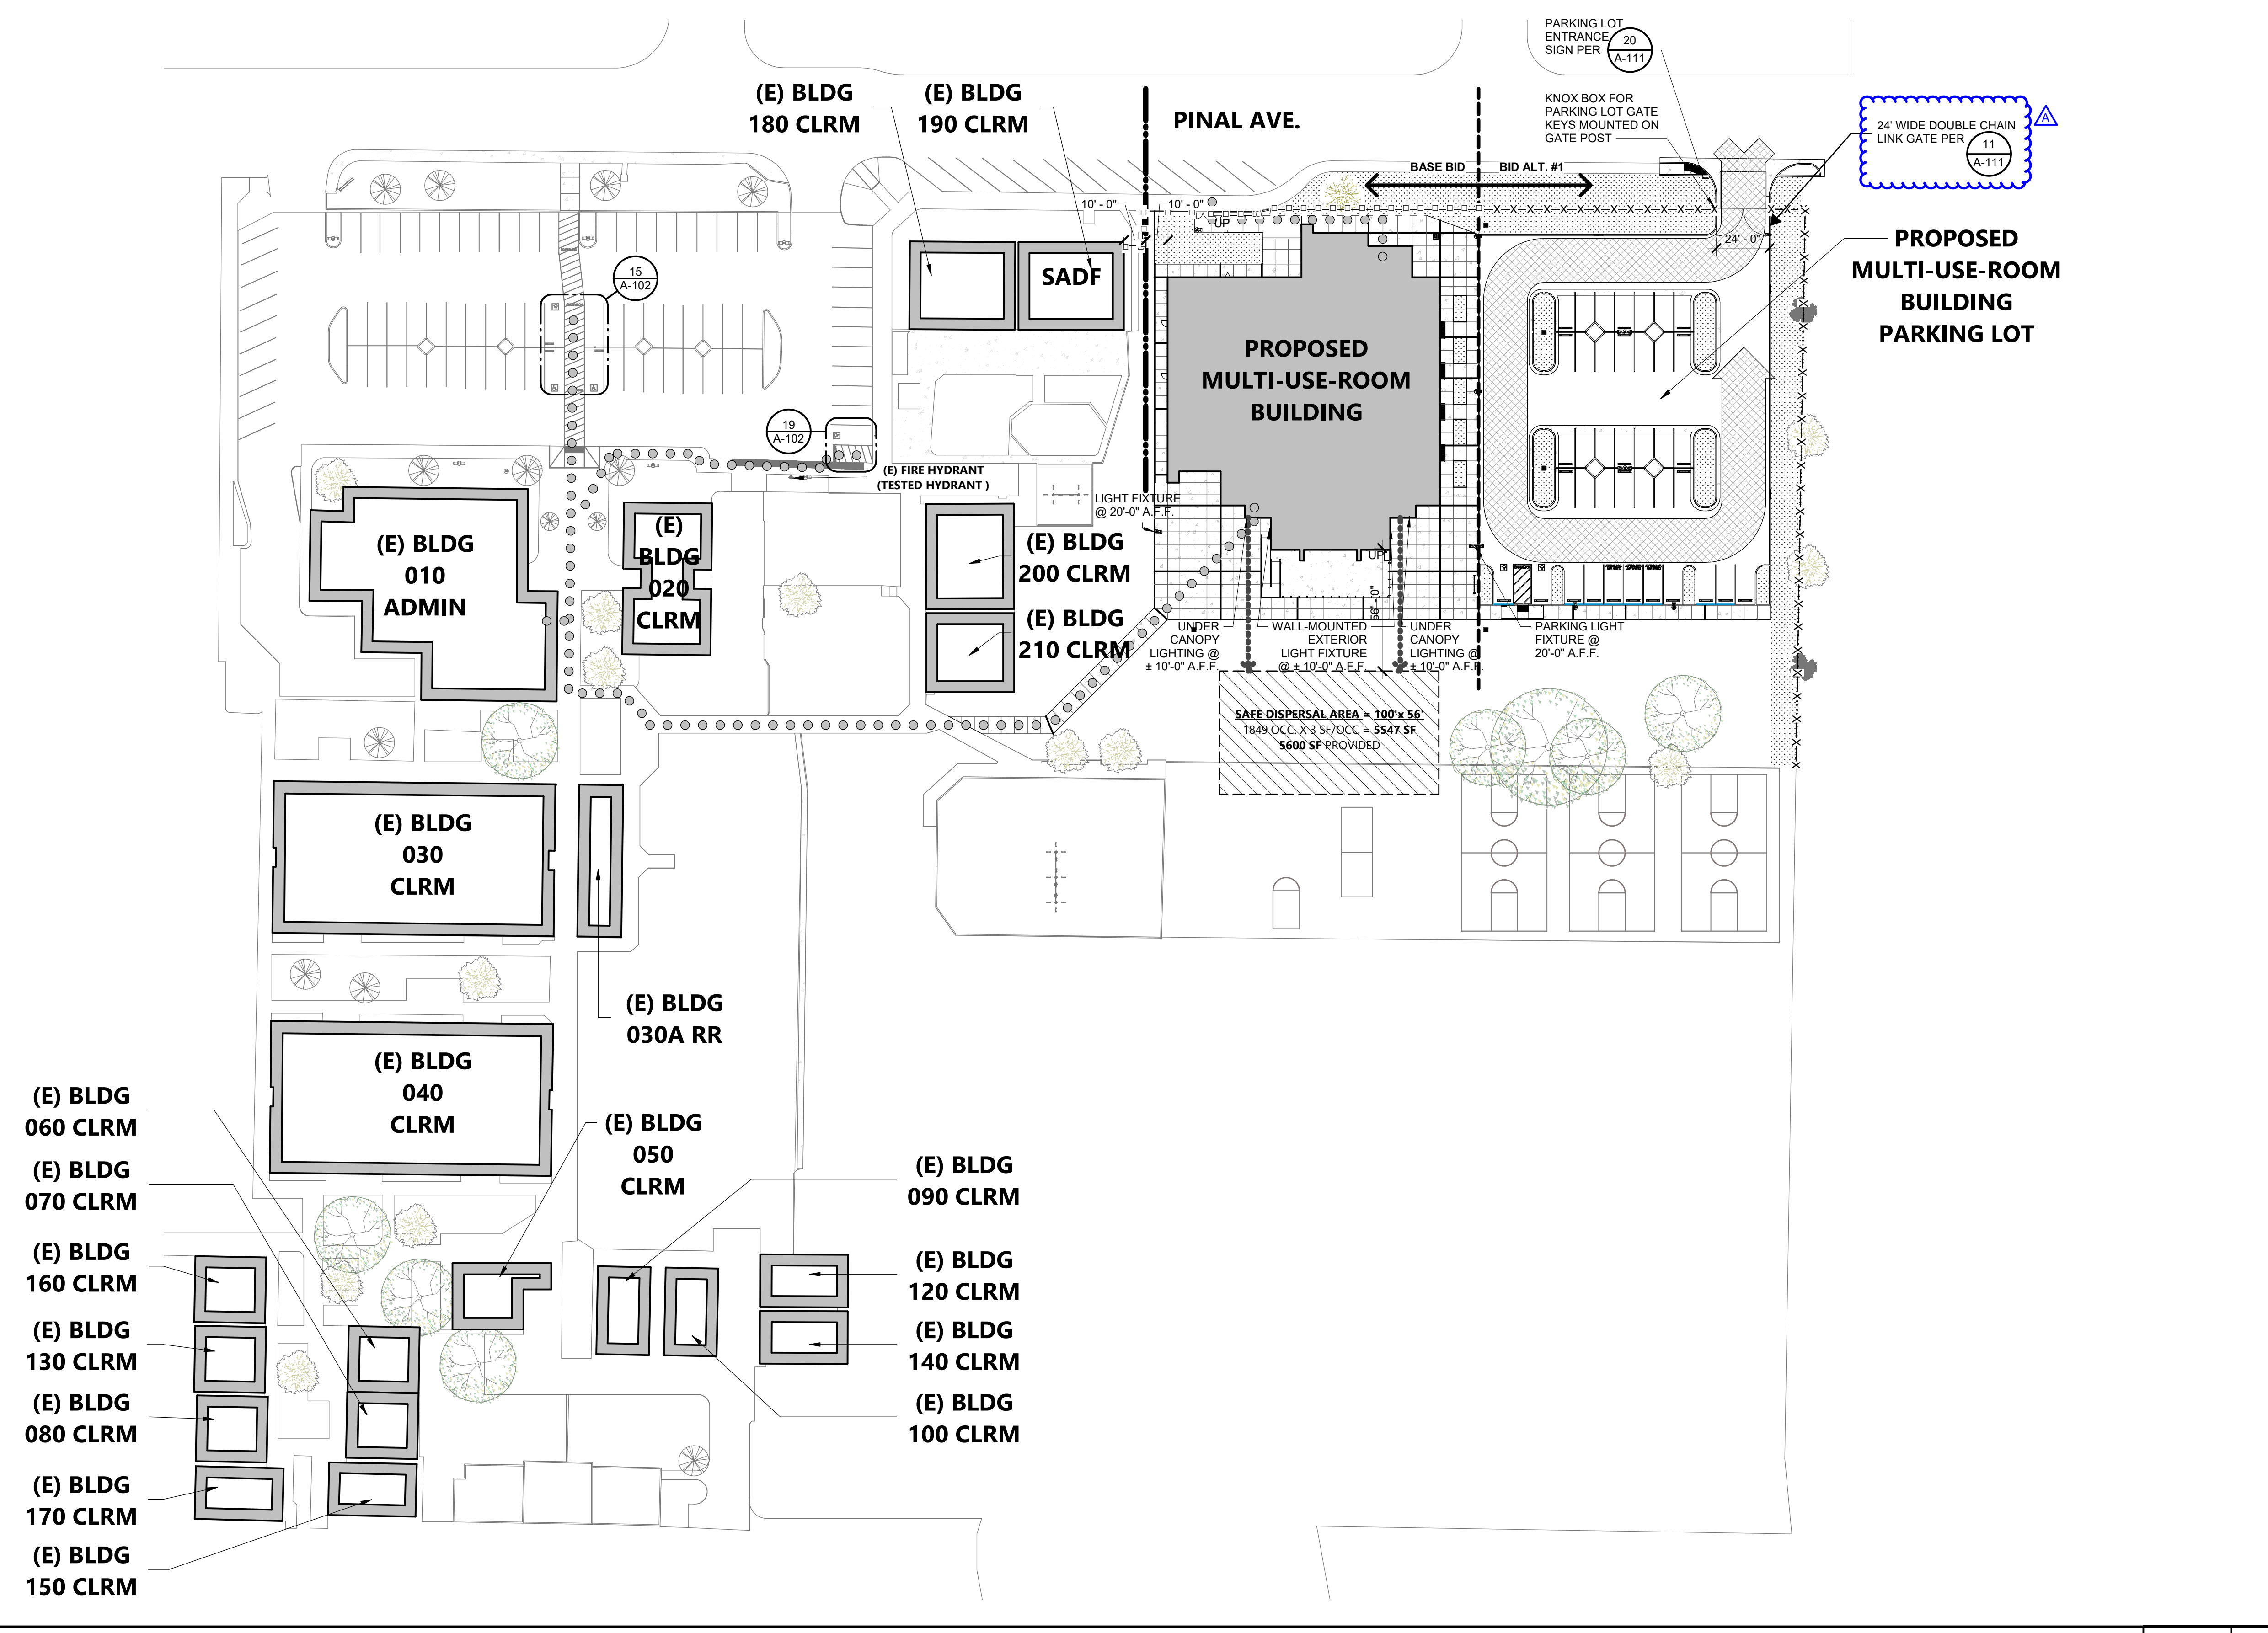 PARKING LOT
ENTRANCE
SIGN PER
20
A-111
(E) BLDG
180 CLRM
(E) BLDG
190 CLRM
PINAL AVE.
KNOX BOX FOR
PARKING LOT GATE
KEYS MOUNTED ON
GATE POST
24' WIDE DOUBLE CHAIN
LINK GATE PER
11
A-111
A
BASE BID
BID ALT. #1
10' - 0"
10' - 0"
UP
24' - 0"
PROPOSED
MULTI-USE-ROOM
BUILDING
PARKING LOT
15
A-102
SADF
PROPOSED
MULTI-USE-ROOM
BUILDING
19
A-102
(E) FIRE HYDRANT
(TESTED HYDRANT )
LIGHT FIXTURE
@ 20'-0" A.F.F.
(E) BLDG
010
ADMIN
(E)
BLDG
020
CLRM
(E) BLDG
200 CLRM
(E) BLDG
210 CLRM
UP
56' - 0"
UNDER
CANOPY
LIGHTING @
± 10'-0" A.F.F.
WALL-MOUNTED
EXTERIOR
LIGHT FIXTURE
@ ± 10'-0" A.F.F.
UNDER
CANOPY
LIGHTING @
± 10'-0" A.F.F.
PARKING LIGHT
FIXTURE @
20'-0" A.F.F.
SAFE DISPERSAL AREA = 100'x 56'
1849 OCC. X 3 SF/OCC = 5547 SF
5600 SF PROVIDED
(E) BLDG
030
CLRM
(E) BLDG
030A RR
(E) BLDG
040
CLRM
(E) BLDG
050
CLRM
(E) BLDG
060 CLRM
(E) BLDG
070 CLRM
(E) BLDG
160 CLRM
(E) BLDG
130 CLRM
(E) BLDG
080 CLRM
(E) BLDG
170 CLRM
(E) BLDG
150 CLRM
(E) BLDG
090 CLRM
(E) BLDG
120 CLRM
(E) BLDG
140 CLRM
(E) BLDG
100 CLRM